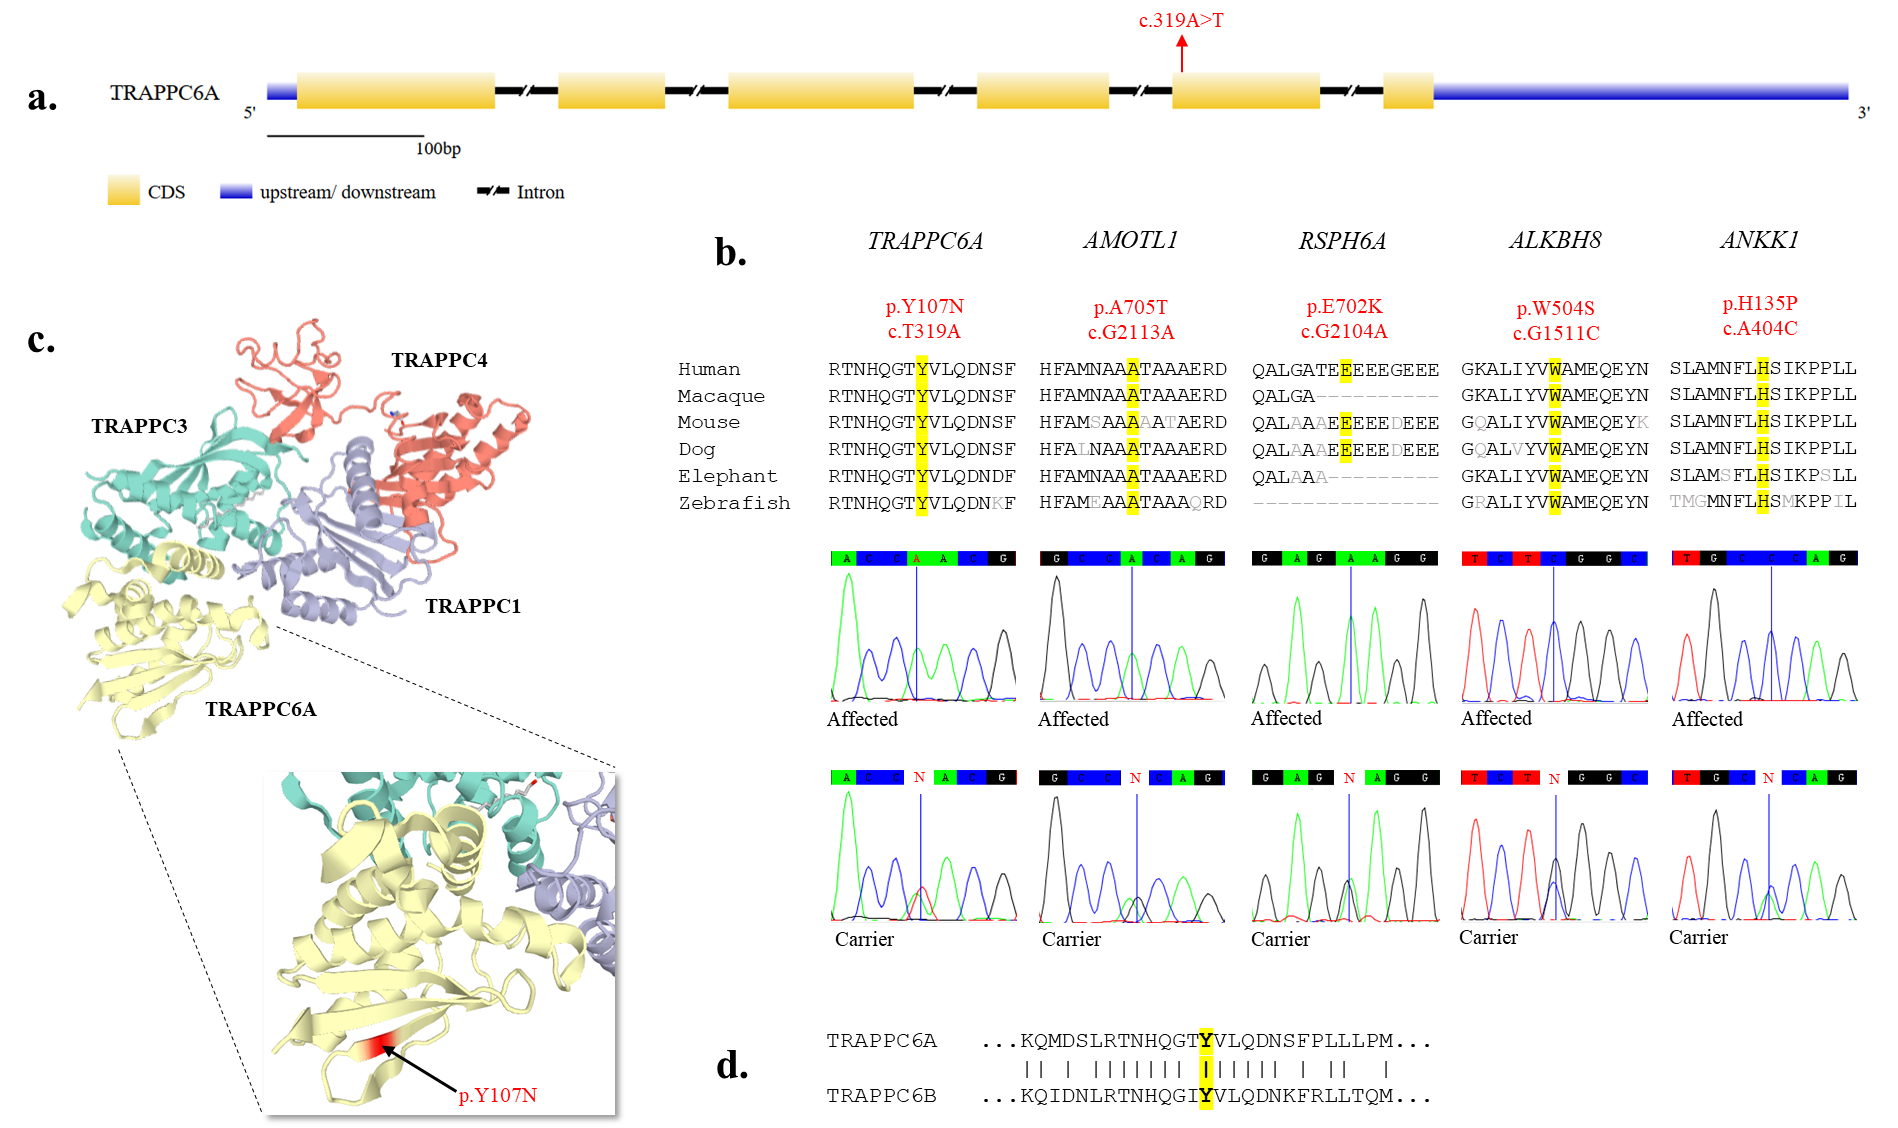 c.319A>T
a.
TRAPPC6A
5'
3'
100bp
CDS
upstream/ downstream
Intron
b.
TRAPPC6A AMOTL1 RSPH6A ALKBH8 ANKK1
p.Y107N p.A705T p.E702K p.W504S p.H135P
c.T319A c.G2113A c.G2104A c.G1511C c.A404C
Human RTNHQGTYVLQDNSF HFAMNAAATAAAERD QALGATEEEEEGEEE GKALIYVWAMEQEYN SLAMNFLHSIKPPLL
Macaque RTNHQGTYVLQDNSF HFAMNAAATAAAERD QALGA---------- GKALIYVWAMEQEYN SLAMNFLHSIKPPLL
Mouse RTNHQGTYVLQDNSF HFAMSAAAAATAERD QALAAAEEEEEDEEE GQALIYVWAMEQEYK SLAMNFLHSIKPPLL
Dog RTNHQGTYVLQDNSF HFALNAAATAAAERD QALAAAEEEEEDEEE GQALVYVWAMEQEYN SLAMNFLHSIKPPLL
Elephant RTNHQGTYVLQDNDF HFAMNAAATAAAERD QALAAA--------- GKALIYVWAMEQEYN SLAMSFLHSIKPSLL
Zebrafish RTNHQGTYVLQDNKF HFAMEAAATAAAQRD --------------- GRALIYVWAMEQEYN TMGMNFLHSMKPPIL
A C C A A C G G C C A C A G G A G A A G G T C T C G G C T G C C C A G
Affected Affected Affected Affected Affected
A C C N A C G G C C N C A G G A G N A G G T C T N G G C T G C N C A G
Carrier Carrier Carrier Carrier Carrier
c.
TRAPPC4
TRAPPC3
TRAPPC1
TRAPPC6A
p.Y107N
d.
TRAPPC6A ...KQMDSLRTNHQGTYVLQDNSFPLLLPM...
TRAPPC6B ...KQIDNLRTNHQGIYVLQDNKFRLLTQM...